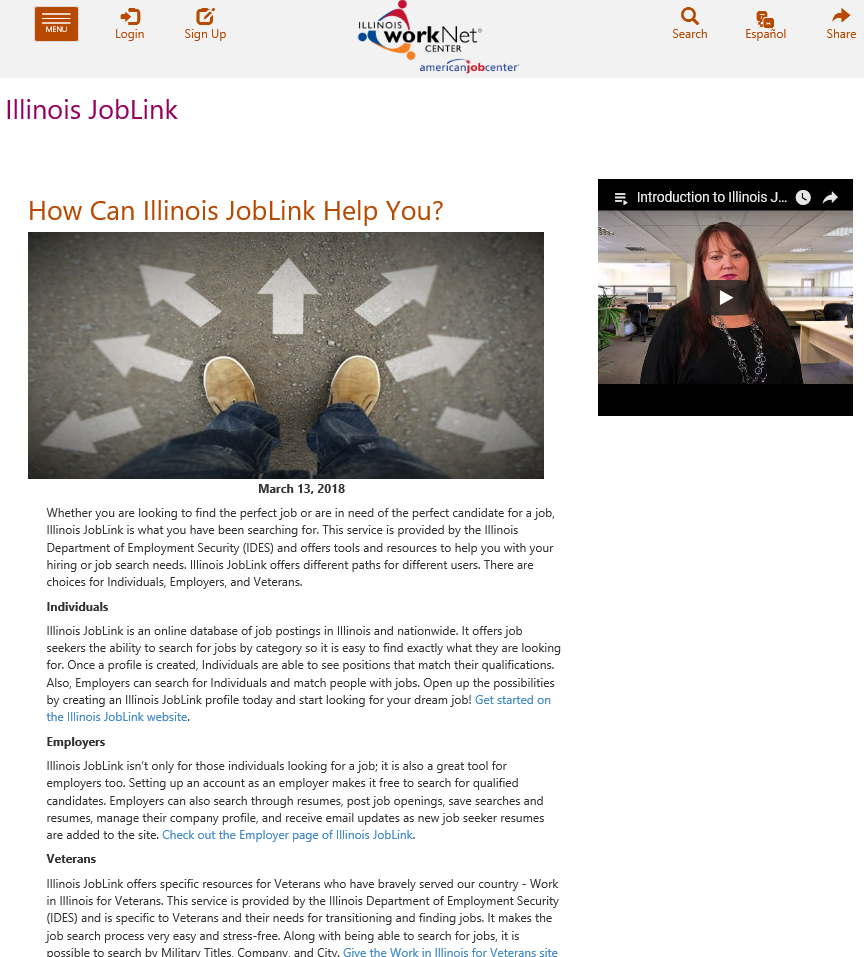 MENU
Login
Sign Up
ILLINOIS
workNet®
CENTER
americanjobcenter®
Search
Español
Share
Illinois JobLink
How Can Illinois JobLink Help You?
Introduction to Illinois J...
March 13, 2018
Whether you are looking to find the perfect job or are in need of the perfect candidate for a job,
Illinois JobLink is what you have been searching for. This service is provided by the Illinois
Department of Employment Security (IDES) and offers tools and resources to help you with your
hiring or job search needs. Illinois JobLink offers different paths for different users. There are
choices for Individuals, Employers, and Veterans.
Individuals
Illinois JobLink is an online database of job postings in Illinois and nationwide. It offers job
seekers the ability to search for jobs by category so it is easy to find exactly what they are looking
for. Once a profile is created, Individuals are able to see positions that match their qualifications.
Also, Employers can search for Individuals and match people with jobs. Open up the possibilities
by creating an Illinois JobLink profile today and start looking for your dream job! Get started on
the Illinois JobLink website.
Employers
Illinois JobLink isn't only for those individuals looking for a job; it is also a great tool for
employers too. Setting up an account as an employer makes it free to search for qualified
candidates. Employers can also search through resumes, post job openings, save searches and
resumes, manage their company profile, and receive email updates as new job seeker resumes
are added to the site. Check out the Employer page of Illinois JobLink.
Veterans
Illinois JobLink offers specific resources for Veterans who have bravely served our country - Work
in Illinois for Veterans. This service is provided by the Illinois Department of Employment Security
(IDES) and is specific to Veterans and their needs for transitioning and finding jobs. It makes the
job search process very easy and stress-free. Along with being able to search for jobs, it is
possible to search by Military Titles, Company, and City. Give the Work in Illinois for Veterans site